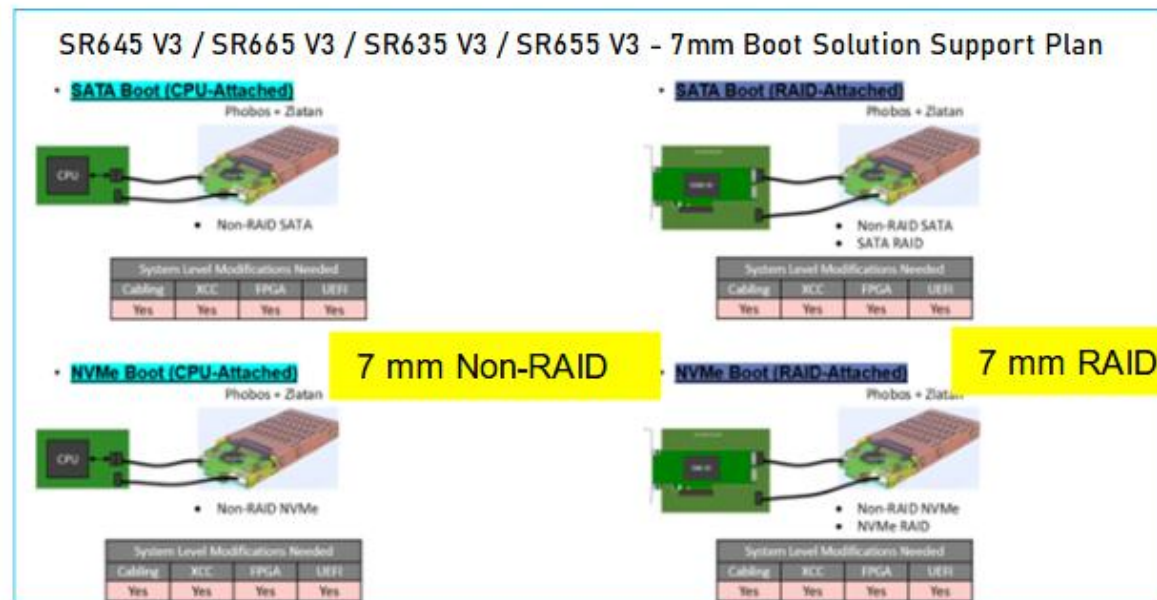 SR645 V3 / SR665 V3 / SR635 V3 / SR655 V3 - 7mm Boot Solution Support Plan
• SATA Boot (CPU-Attached)
Phobos + Zlatan
CPU
• Non-RAID SATA
System Level Modifications Needed
Cabling XCC FPGA UEFI
Yes Yes Yes Yes
• SATA Boot (RAID-Attached)
Phobos + Zlatan
• Non-RAID SATA
• SATA RAID
System Level Modifications Needed
Cabling XCC FPGA UEFI
Yes Yes Yes Yes
7 mm Non-RAID
• NVMe Boot (CPU-Attached)
Phobos + Zlatan
CPU
• Non-RAID NVMe
System Level Modifications Needed
Cabling XCC FPGA UEFI
Yes Yes Yes Yes
7 mm RAID
• NVMe Boot (RAID-Attached)
Phobos + Zlatan
• Non-RAID NVMe
• NVMe RAID
System Level Modifications Needed
Cabling XCC FPGA UEFI
Yes Yes Yes Yes